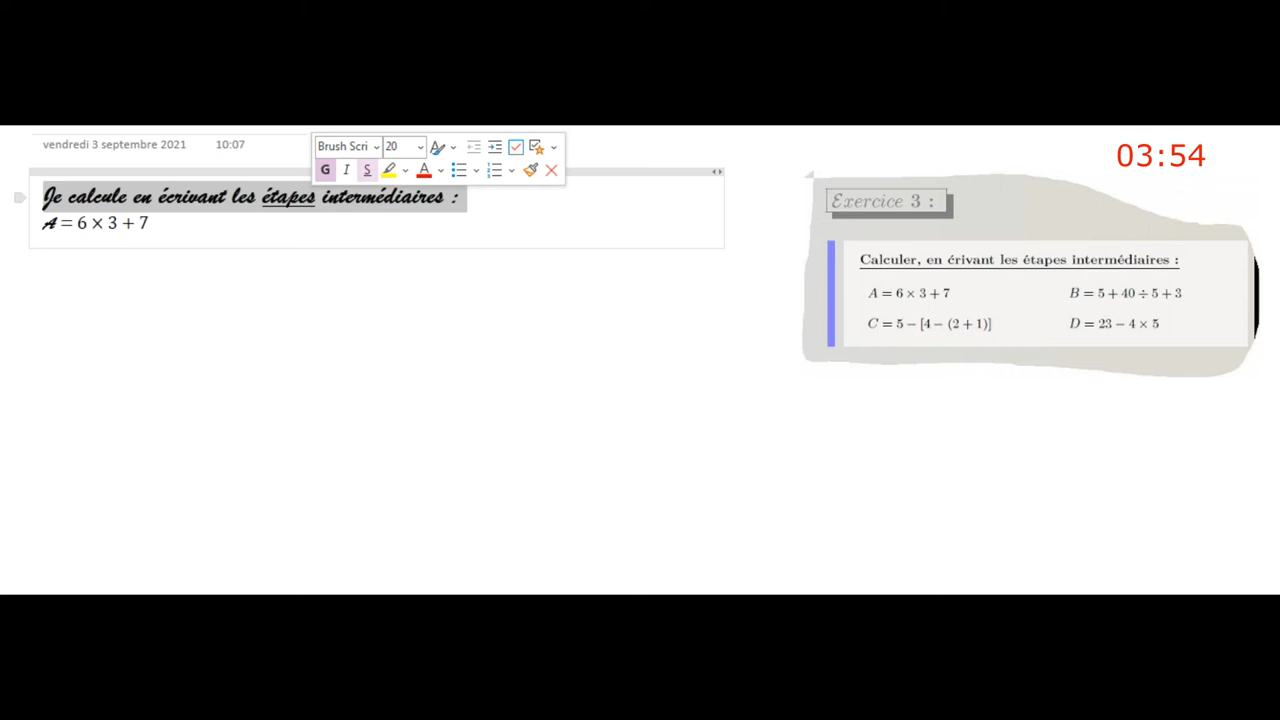 vendredi 3 septembre 2021 10:07
Brush Scri 20
G I S A
Je calcule en écrivant les étapes intermédiaires :
A = 6 × 3 + 7
03:54
Exercice 3 :
Calculer, en érivant les étapes intermédiaires :
A = 6 × 3 + 7 B = 5 + 40 ÷ 5 + 3
C = 5 − [4 − (2 + 1)] D = 23 − 4 × 5